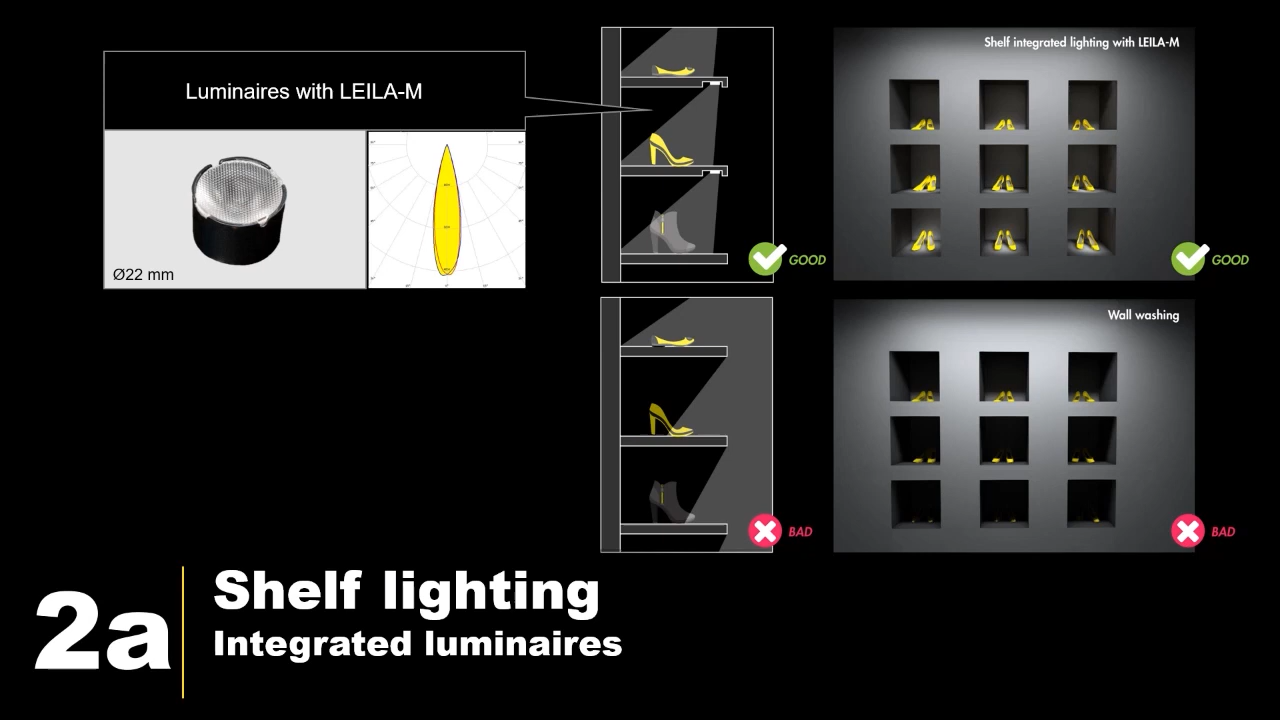 Luminaires with LEILA-M
Ø22 mm
GOOD
Shelf integrated lighting with LEILA-M
GOOD
BAD
Wall washing
BAD
2a
Shelf lighting
Integrated luminaires